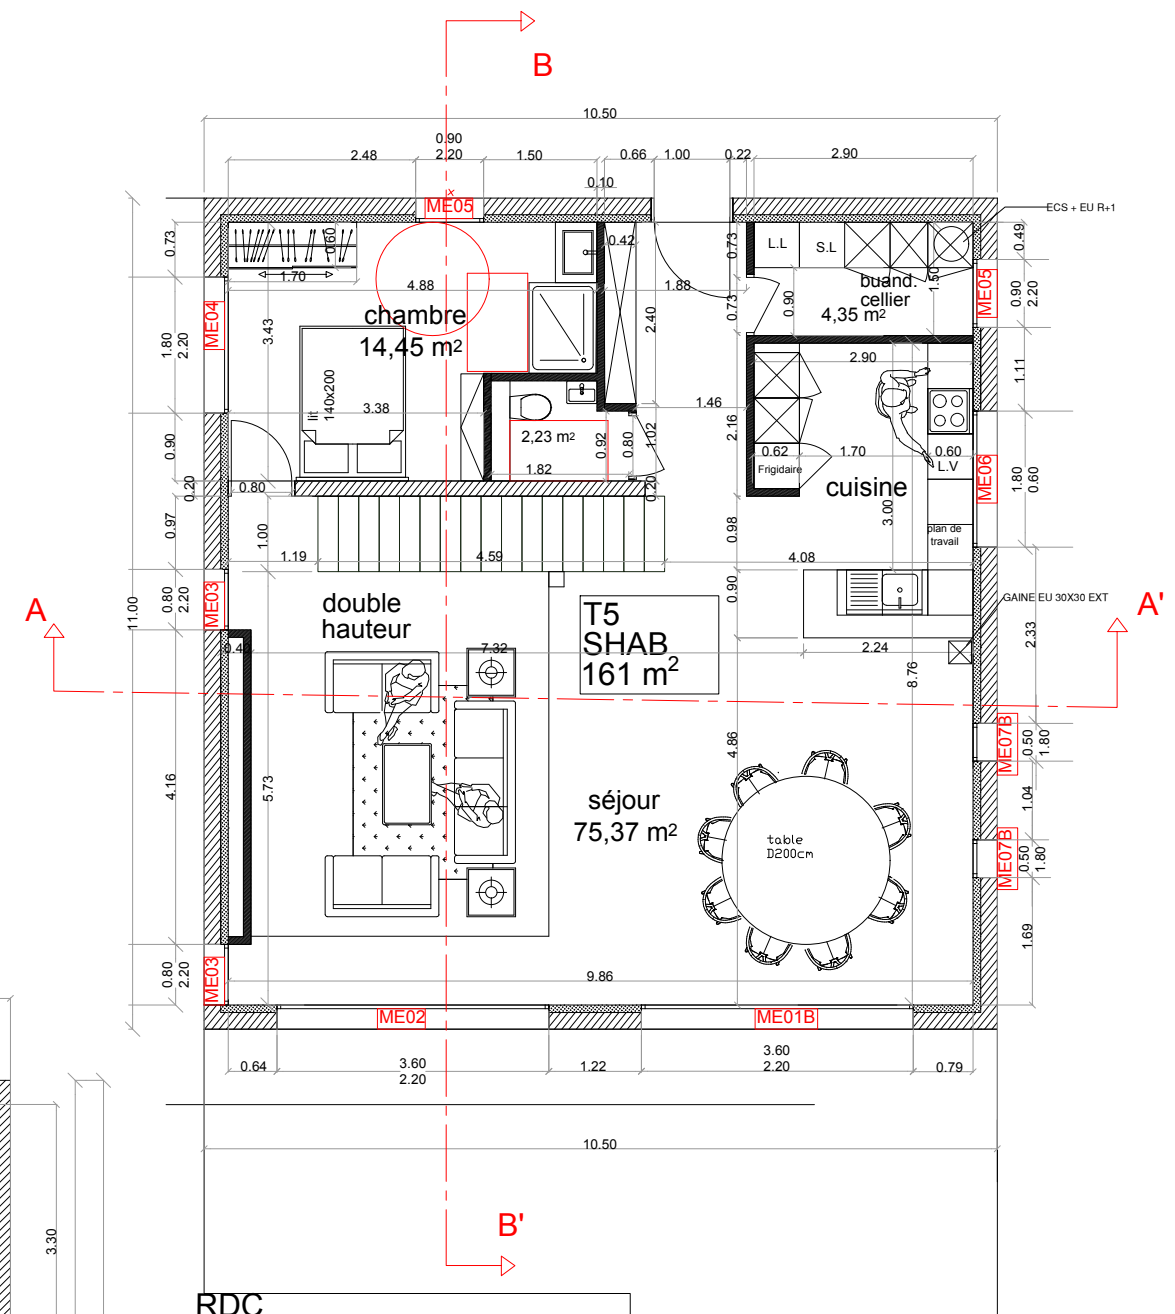 B
10.50
0.90
2.48
2.20
1.50
0.66
1.00
0.22
2.90
0.10
ME05
ECS + EU R+1
0.73
0.60
0.42
0.73
L.L
S.L
0.49
1.70
4.88
1.88
buand.
cellier
4,35 m²
1.50
0.90
ME05
0.90
2.20
chambre
14,45 m²
ME04
1.80
2.20
3.43
2.40
0.73
2.90
1.11
lit
140x200
3.38
1.46
2,23 m²
0.92
0.80
1.02
2.16
0.62
1.70
0.60
Frigidaire
L.V
ME06
1.80
0.60
0.90
1.82
cuisine
0.20
0.80
0.20
3.00
plan de
travail
0.97
1.00
1.19
4.59
0.98
4.08
A
11.00
0.80
2.20
ME03
double
hauteur
T5
SHAB
161 m²
0.90
GAINE EU 30X30 EXT
A'
2.33
0.40
7.32
2.24
8.76
4.16
5.73
4.86
ME07B
0.50
1.80
séjour
75,37 m²
1.04
table
D200cm
ME07B
0.50
1.80
1.69
0.80
2.20
ME03
9.86
ME02
ME01B
0.64
3.60
2.20
1.22
3.60
2.20
0.79
10.50
B'
3.30
RDC